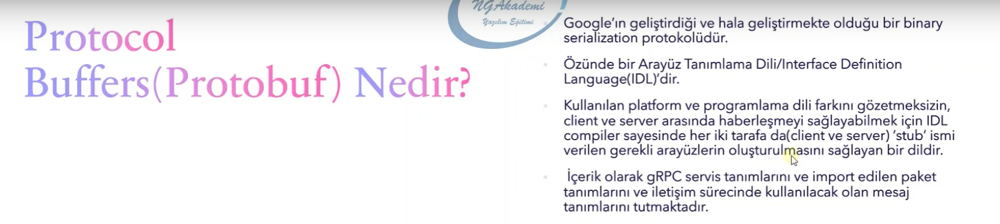 NGAkademi
Yazılım Eğitimi
Protocol
Buffers(Protobuf) Nedir?
Google’ın geliştirdiği ve hala geliştirmekte olduğu bir binary
serialization protokolüdür.
Özünde bir Arayüz Tanımlama Dili/Interface Definition
Language(IDL)’dir.
Kullanılan platform ve programlama dili farkını gözetmeksizin,
client ve server arasında haberleşmeyi sağlayabilmek için IDL
compiler sayesinde her iki tarafa da(client ve server) ‘stub’ ismi
verilen gerekli arayüzlerin oluşturulmasını sağlayan bir dildir.
İçerik olarak gRPC servis tanımlarını ve import edilen paket
tanımlarını ve iletişim sürecinde kullanılacak olan mesaj
tanımlarını tutmaktadır.